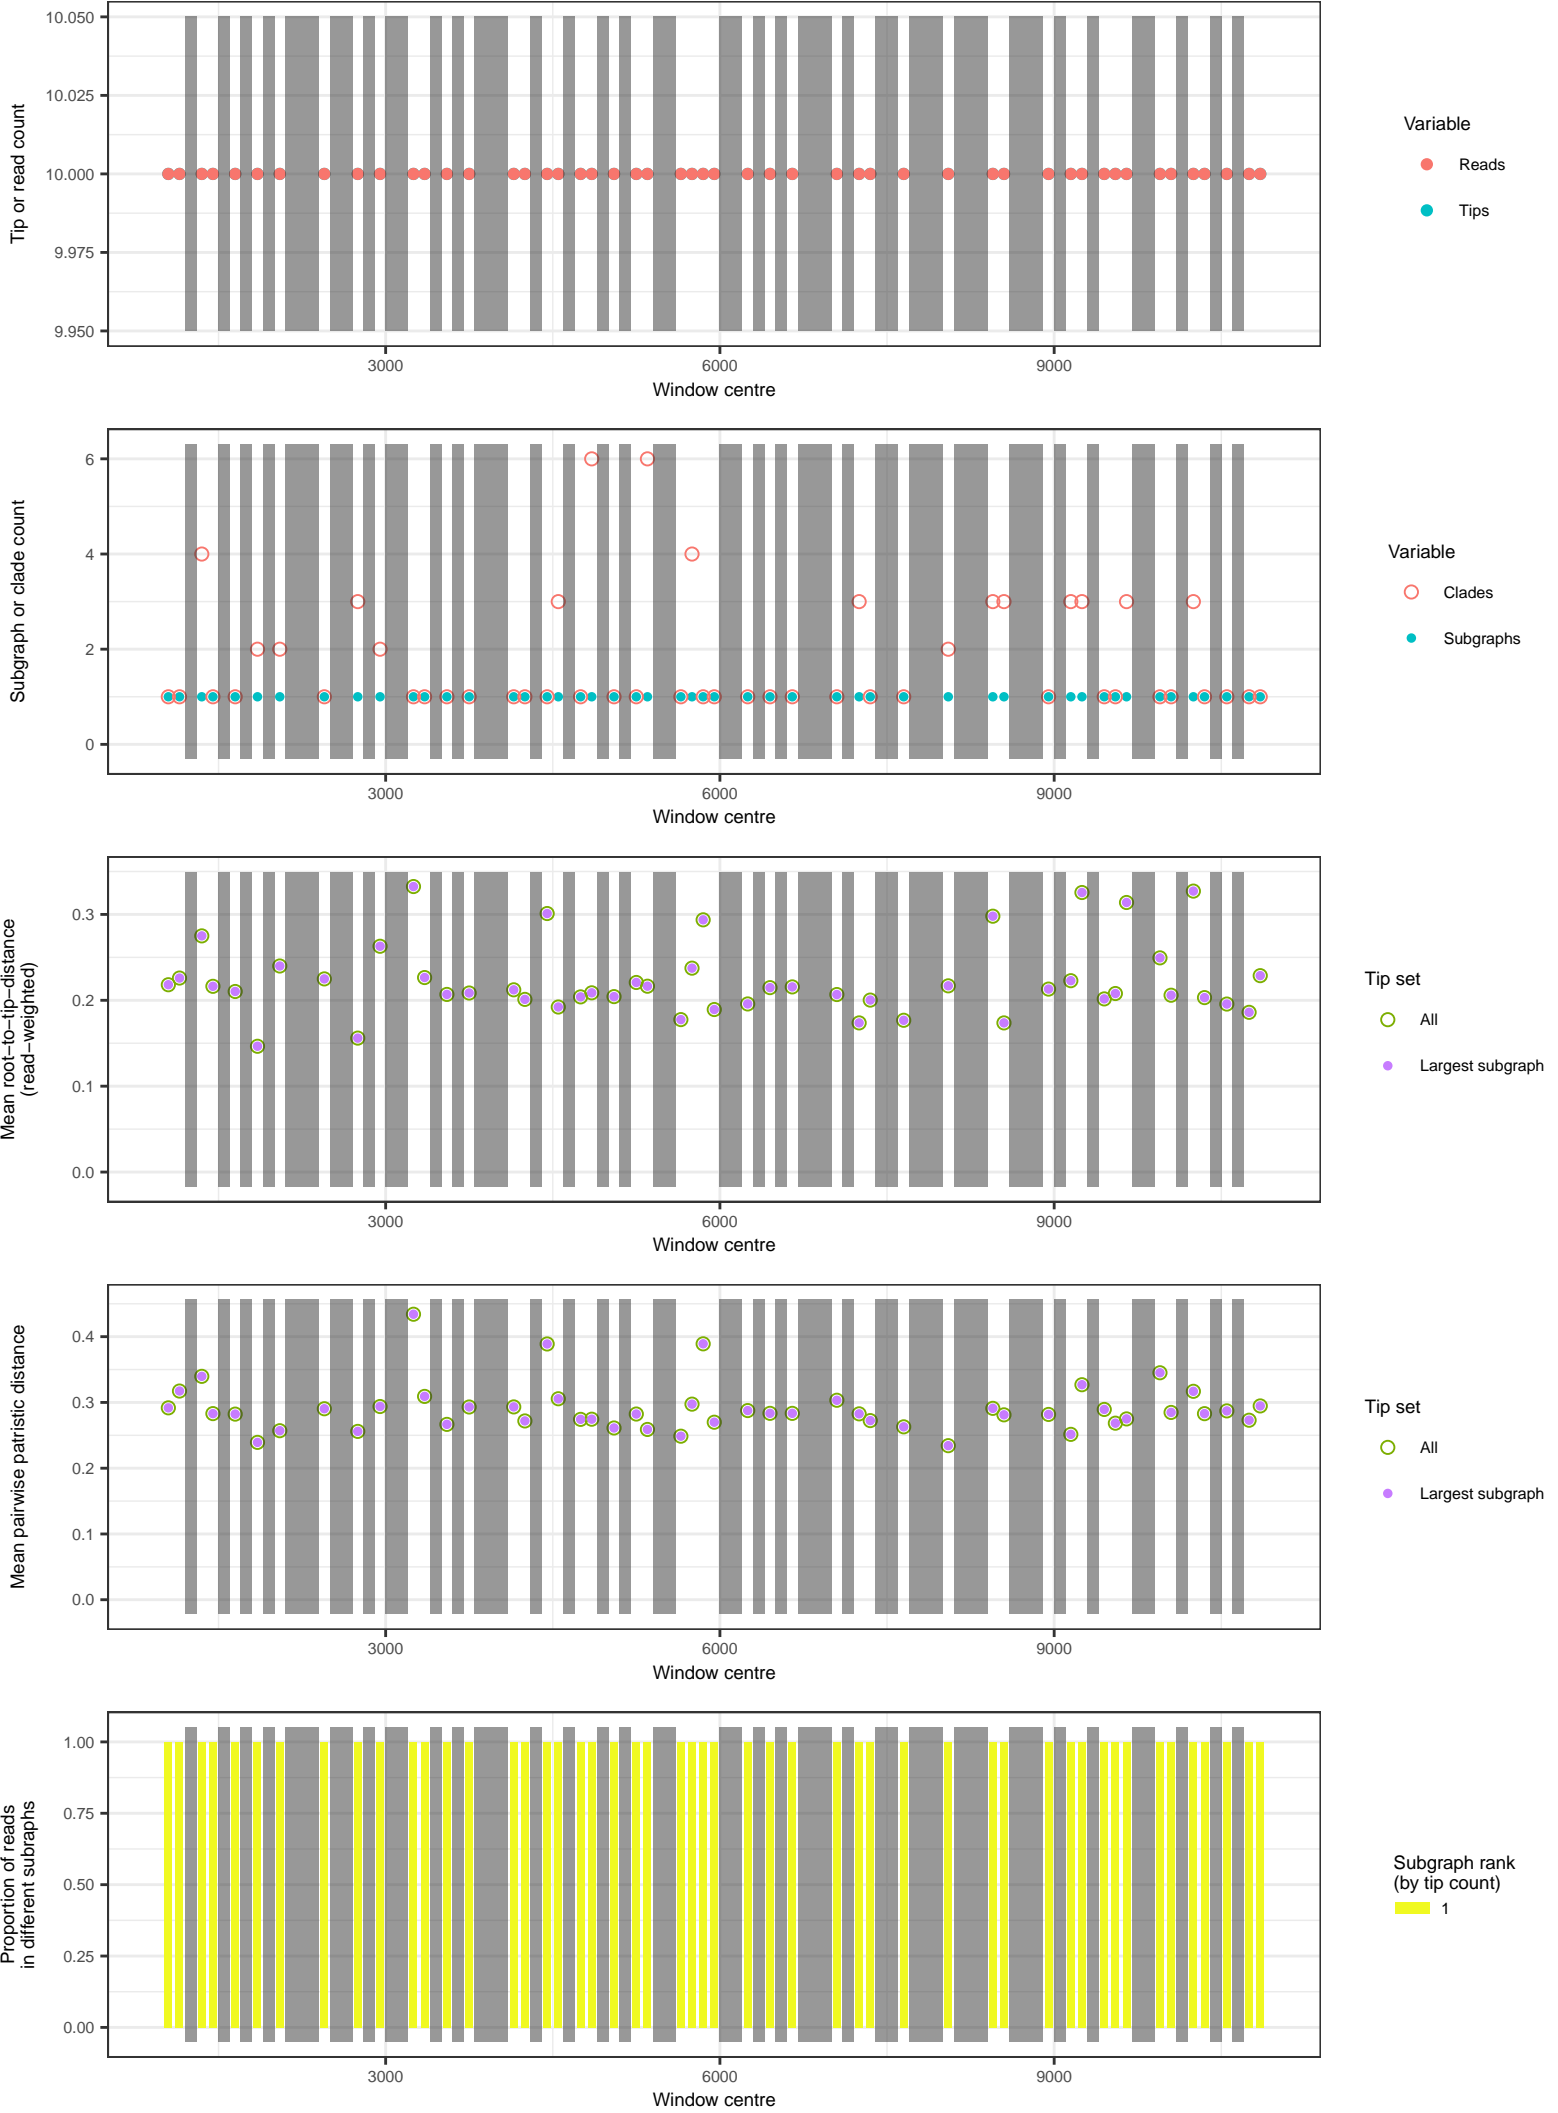 10.050
10.025
10.000
9.975
9.950
Tip or read count
3000 6000 9000
Window centre
Variable
Reads
Tips
6
4
2
0
Subgraph or clade count
3000 6000 9000
Window centre
Variable
Clades
Subgraphs
0.3
0.2
0.1
0.0
Mean root−to−tip−distance
(read−weighted)
3000 6000 9000
Window centre
Tip set
All
Largest subgraph
0.4
0.3
0.2
0.1
0.0
Mean pairwise patristic distance
3000 6000 9000
Window centre
Tip set
All
Largest subgraph
1.00
0.75
0.50
0.25
0.00
Proportion of reads
in different subraphs
3000 6000 9000
Window centre
Subgraph rank
(by tip count)
1